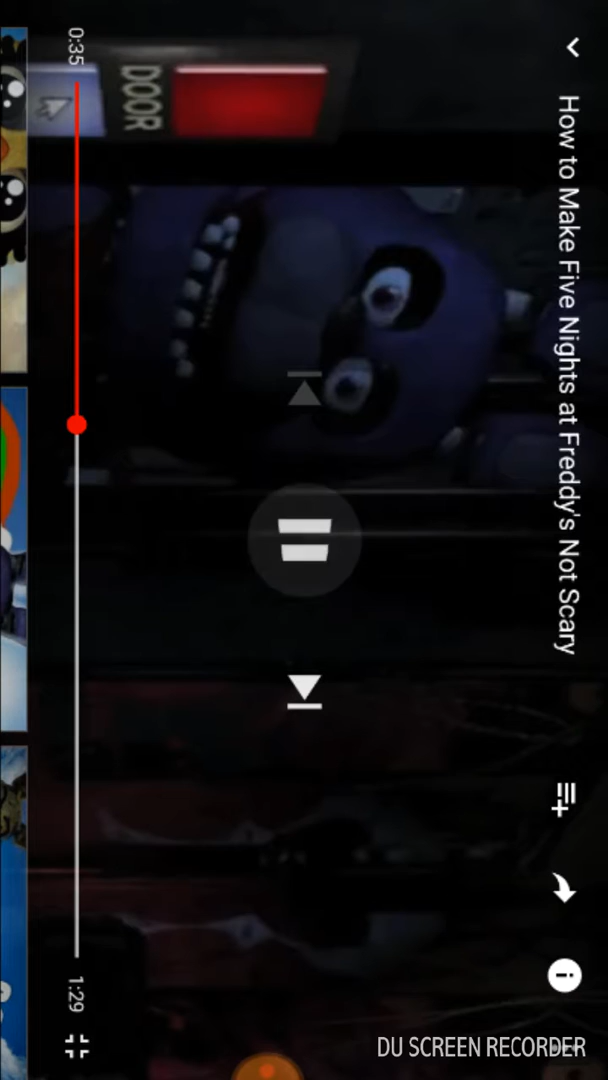 How to Make Five Nights at Freddy's Not Scary
DOOR
0:35
1:29
DU SCREEN RECORDER